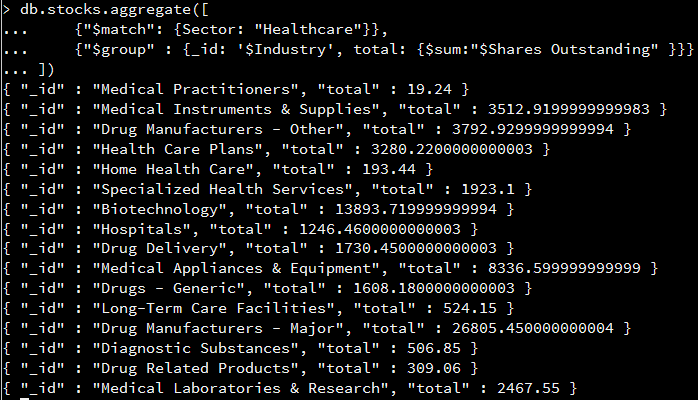 > db.stocks.aggregate([
...     {"$match": {Sector: "Healthcare"}},
...     {"$group" : {_id: '$Industry', total: {$sum:"$Shares Outstanding" }}}
... ])
{ "_id" : "Medical Practitioners", "total" : 19.24 }
{ "_id" : "Medical Instruments & Supplies", "total" : 3512.9199999999983 }
{ "_id" : "Drug Manufacturers - Other", "total" : 3792.9299999999994 }
{ "_id" : "Health Care Plans", "total" : 3280.2200000000003 }
{ "_id" : "Home Health Care", "total" : 193.44 }
{ "_id" : "Specialized Health Services", "total" : 1923.1 }
{ "_id" : "Biotechnology", "total" : 13893.719999999994 }
{ "_id" : "Hospitals", "total" : 1246.4600000000003 }
{ "_id" : "Drug Delivery", "total" : 1730.4500000000003 }
{ "_id" : "Medical Appliances & Equipment", "total" : 8336.599999999999 }
{ "_id" : "Drugs - Generic", "total" : 1608.1800000000003 }
{ "_id" : "Long-Term Care Facilities", "total" : 524.15 }
{ "_id" : "Drug Manufacturers - Major", "total" : 26805.450000000004 }
{ "_id" : "Diagnostic Substances", "total" : 506.85 }
{ "_id" : "Drug Related Products", "total" : 309.06 }
{ "_id" : "Medical Laboratories & Research", "total" : 2467.55 }